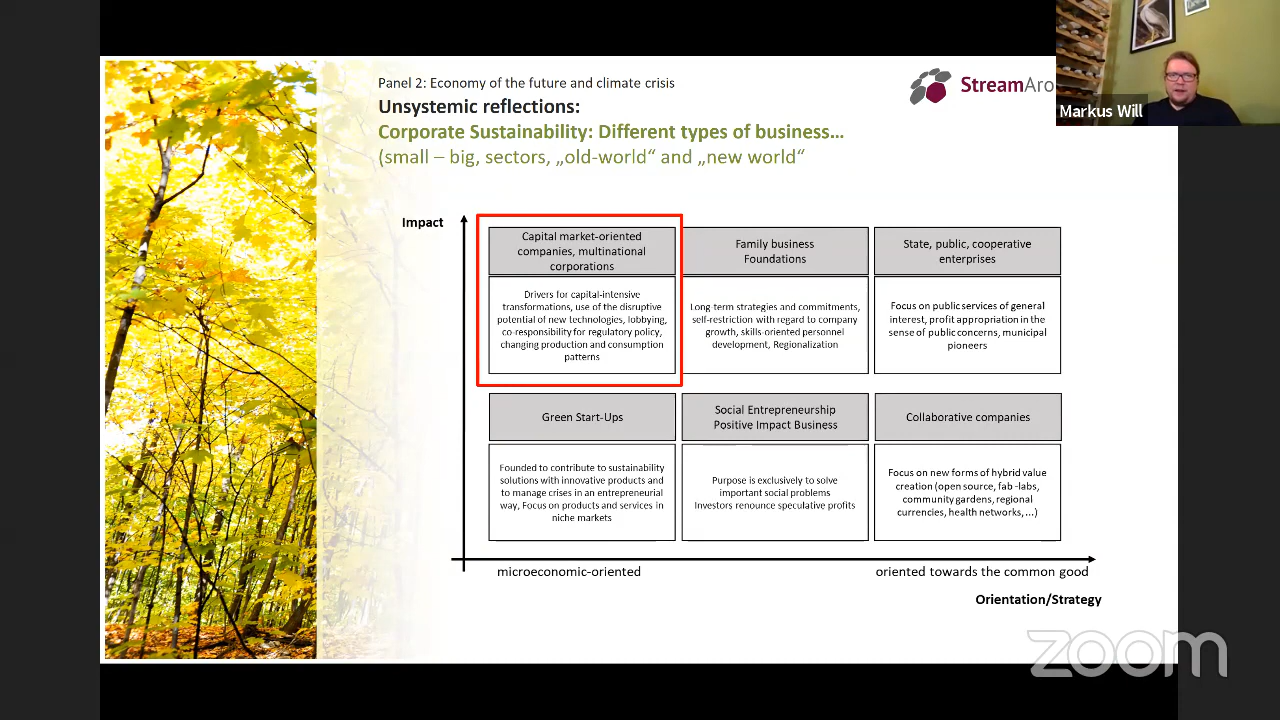 Panel 2: Economy of the future and climate crisis
Unsystemic reflections:
Corporate Sustainability: Different types of business…
(small – big, sectors, „old-world“ and „new world“
StreamAro
Markus Will
Impact
Capital market-oriented
companies, multinational
corporations
Drivers for capital-intensive
transformations, use of the disruptive
potential of new technologies, lobbying,
co-responsibility for regulatory policy,
changing production and consumption
patterns
Family business
Foundations
Long-term strategies and commitments,
self-restriction with regard to company
growth, skills-oriented personnel
development, Regionalization
State, public, cooperative
enterprises
Focus on public services of general
interest, profit appropriation in the
sense of public concerns, municipal
pioneers
Green Start-Ups
Founded to contribute to sustainability
solutions with innovative products and
to manage crises in an entrepreneurial
way, Focus on products and services in
niche markets
Social Entrepreneurship
Positive Impact Business
Purpose is exclusively to solve
important social problems
Investors renounce speculative profits
Collaborative companies
Focus on new forms of hybrid value
creation (open source, fab -labs,
community gardens, regional
currencies, health networks, ...)
microeconomic-oriented
oriented towards the common good
Orientation/Strategy
zoom